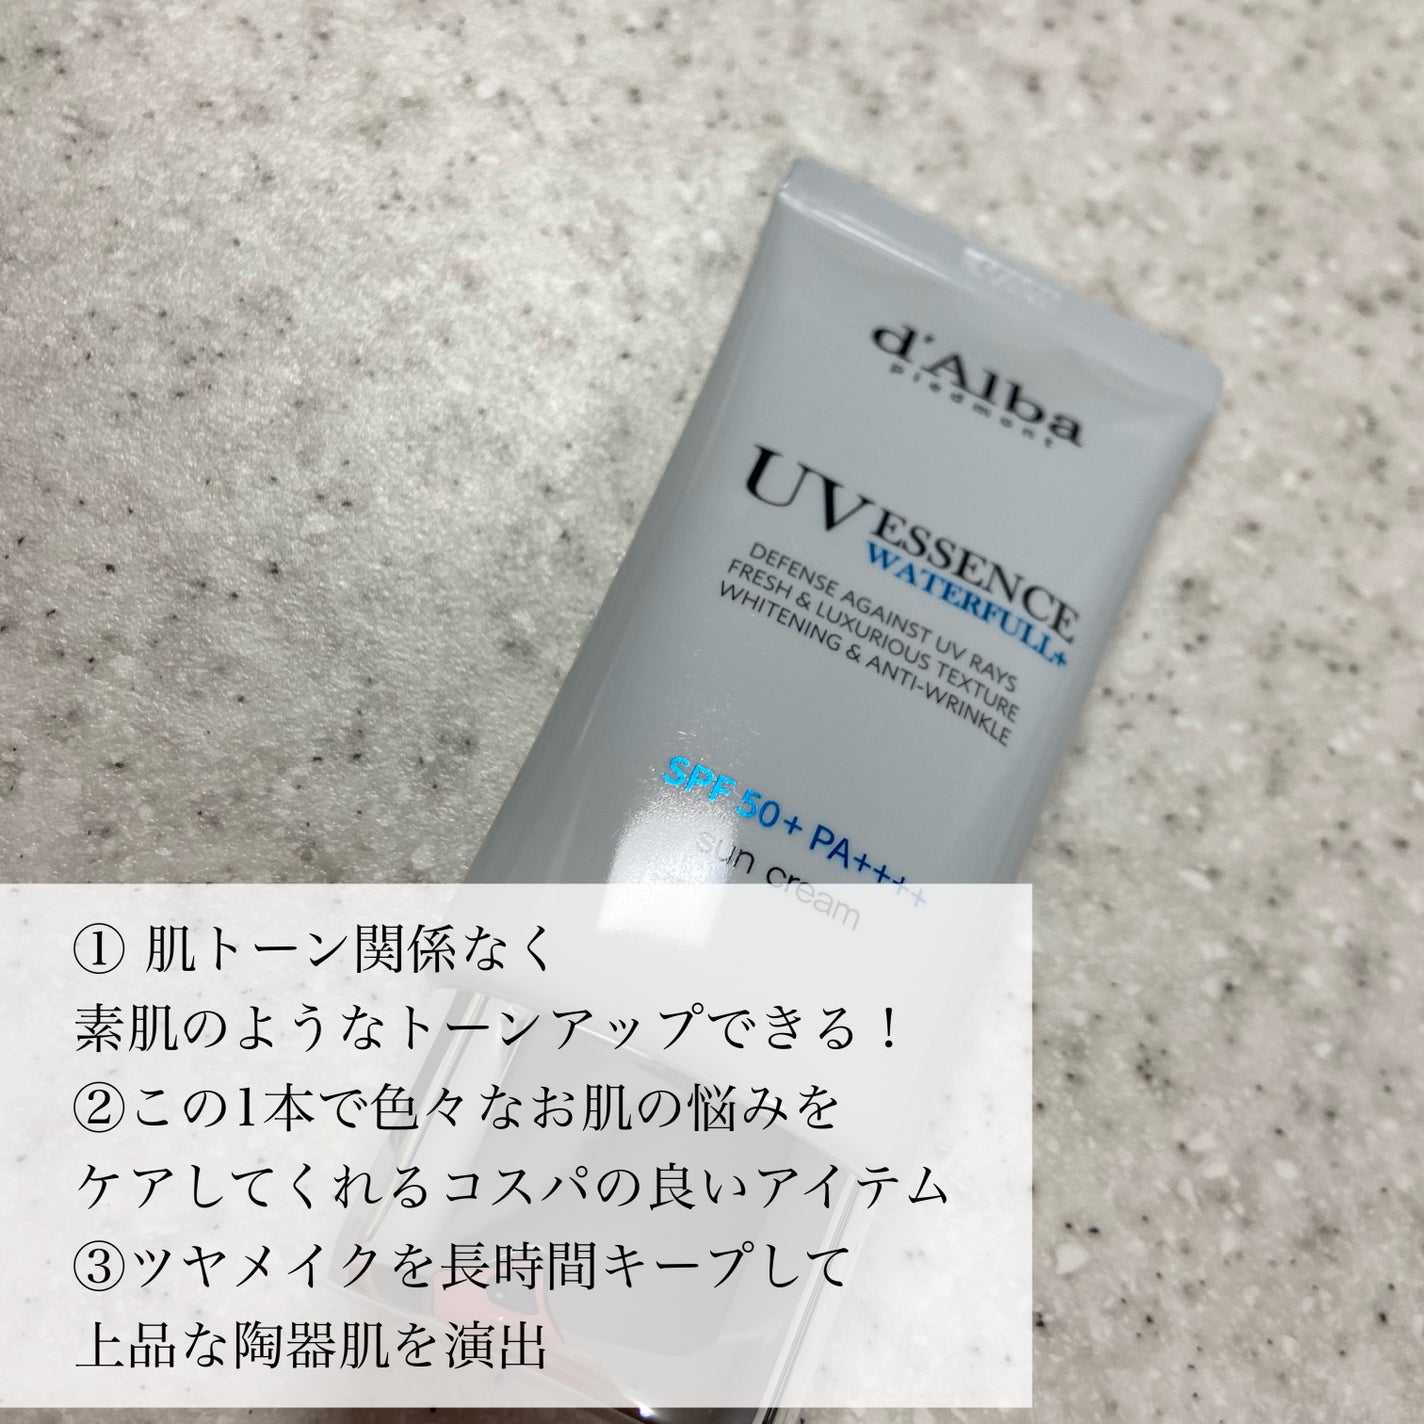 d'Alba
piedmont
UV ESSENCE
WATERFULL+
DEFENSE AGAINST UV RAYS
FRESH & LUXURIOUS TEXTURE
WHITENING & ANTI-WRINKLE
SPF 50+ PA++++
sun cream
① 肌トーン関係なく
素肌のようなトーンアップできる！
②この1本で色々なお肌の悩みを
ケアしてくれるコスパの良いアイテム
③ツヤメイクを長時間キープして
上品な陶器肌を演出